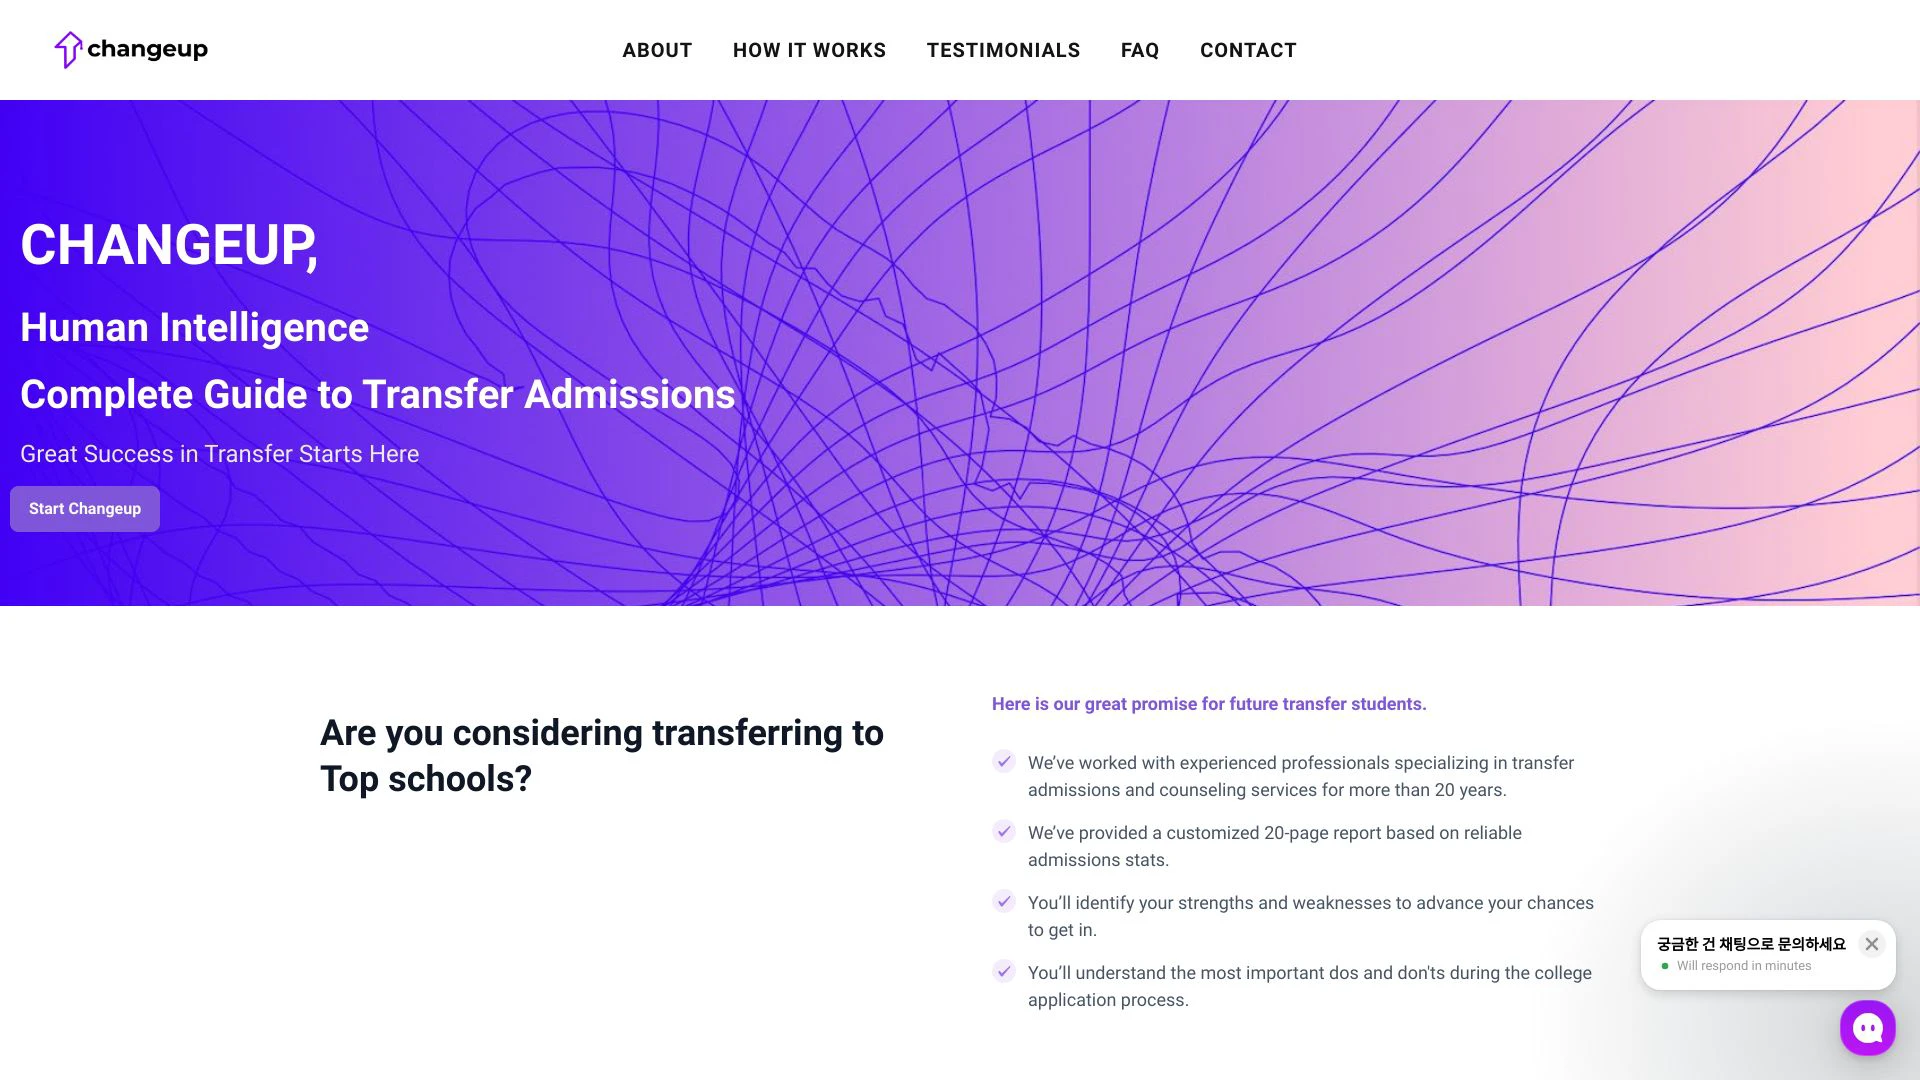 changeup
ABOUT
HOW IT WORKS
TESTIMONIALS
FAQ
CONTACT
CHANGEUP,
Human Intelligence
Complete Guide to Transfer Admissions
Great Success in Transfer Starts Here
Start Changeup
Are you considering transferring to
Top schools?
Here is our great promise for future transfer students.
We’ve worked with experienced professionals specializing in transfer
admissions and counseling services for more than 20 years.
We’ve provided a customized 20-page report based on reliable
admissions stats.
You’ll identify your strengths and weaknesses to advance your chances
to get in.
You’ll understand the most important dos and don'ts during the college
application process.
궁금한 건 채팅으로 문의하세요
Will respond in minutes